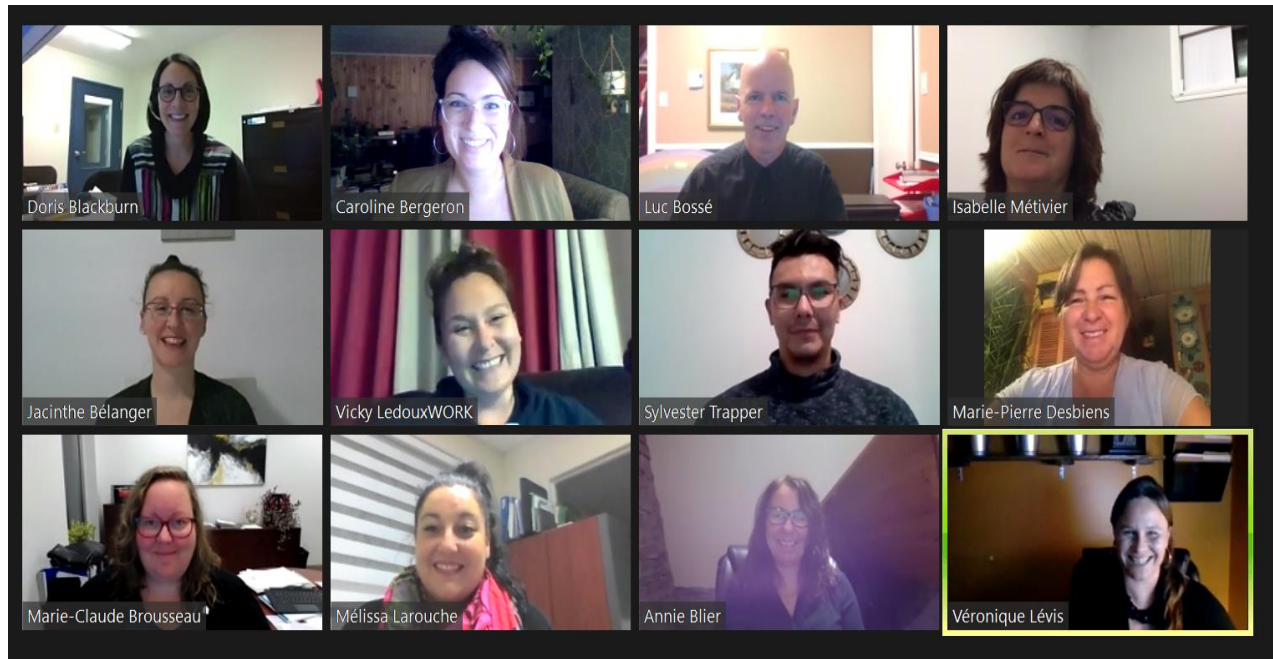 Doris Blackburn
Caroline Bergeron
Luc Bossé
Isabelle Métivier
Jacinthe Bélanger
Vicky LedouxWORK
Sylvester Trapper
Marie-Pierre Desbiens
Marie-Claude Brousseau
Mélissa Larouche
Annie Blier
Véronique Lévis